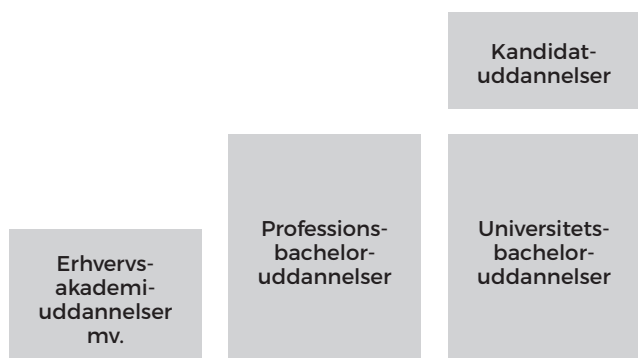 Kandidat-
uddannelser
Erhvervs-
akademi-
uddannelser
mv.
Professions-
bachelor-
uddannelser
Universitets-
bachelor-
uddannelser